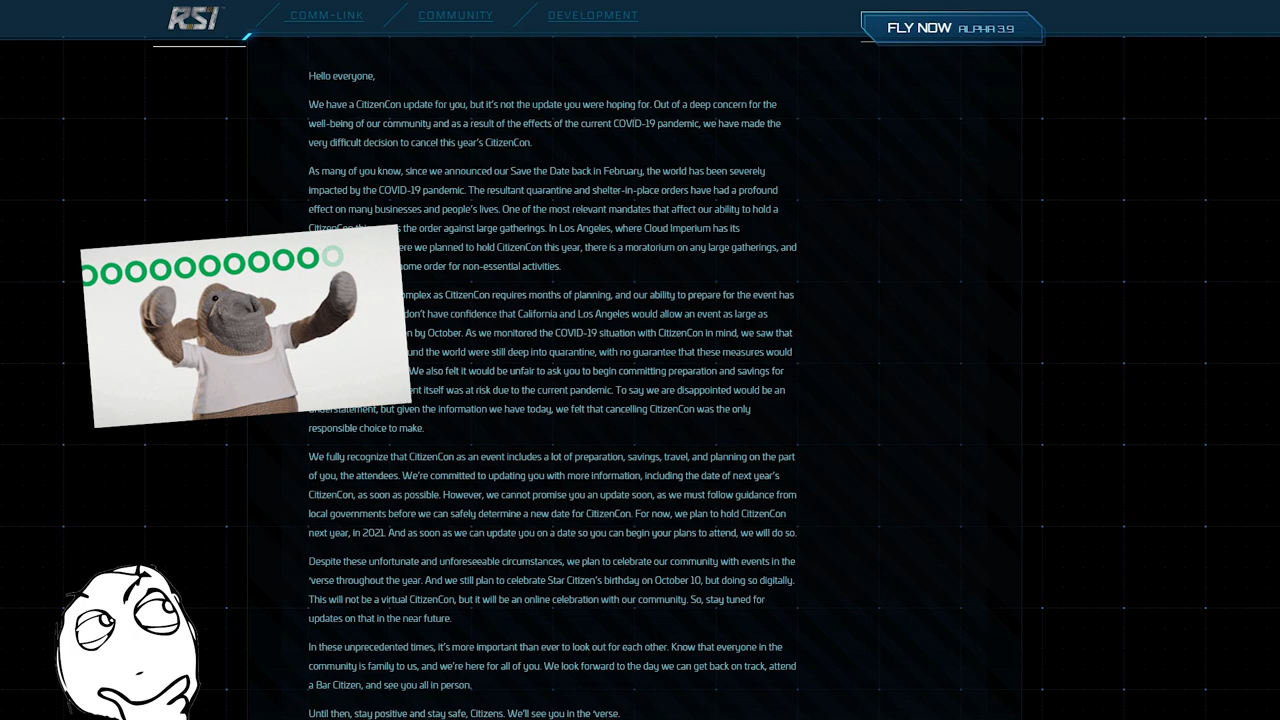 RSI
COMM-LINK
COMMUNITY
DEVELOPMENT
FLY NOW ALPHA 3.9
Hello everyone,
We have a CitizenCon update for you, but it's not the update you were hoping for. Out of a deep concern for the
well-being of our community and as a result of the effects of the current COVID-19 pandemic, we have made the
very difficult decision to cancel this year's CitizenCon.
As many of you know, since we announced our Save the Date back in February, the world has been severely
impacted by the COVID-19 pandemic. The resultant quarantine and shelter-in-place orders have had a profound
effect on many businesses and people's lives. One of the most relevant mandates that affect our ability to hold a
the order against large gatherings. In Los Angeles, where Cloud Imperium has its
we planned to hold CitizenCon this year, there is a moratorium on any large gatherings, and
order for non-essential activities.
as CitizenCon requires months of planning, and our ability to prepare for the event has
don't have confidence that California and Los Angeles would allow an event as large as
by October. As we monitored the COVID-19 situation with CitizenCon in mind, we saw that
the world were still deep into quarantine, with no guarantee that these measures would
We also felt it would be unfair to ask you to begin committing preparation and savings for
itself was at risk due to the current pandemic. To say we are disappointed would be an
understatement, but given the information we have today, we felt that cancelling CitizenCon was the only
responsible choice to make.
We fully recognize that CitizenCon as an event includes a lot of preparation, savings, travel, and planning on the part
of you, the attendees. We're committed to updating you with more information, including the date of next year's
CitizenCon, as soon as possible. However, we cannot promise you an update soon, as we must follow guidance from
local governments before we can safely determine a new date for CitizenCon. For now, we plan to hold CitizenCon
next year, in 2021. And as soon as we can update you on a date so you can begin your plans to attend, we will do so.
Despite these unfortunate and unforeseeable circumstances, we plan to celebrate our community with events in the
'verse throughout the year. And we still plan to celebrate Star Citizen's birthday on October 10, but doing so digitally.
This will not be a virtual CitizenCon, but it will be an online celebration with our community. So, stay tuned for
updates on that in the near future.
In these unprecedented times, it's more important than ever to look out for each other. Know that everyone in the
community is family to us, and we're here for all of you. We look forward to the day we can get back on track, attend
a Bar Citizen, and see you all in person.
Until then, stay positive and stay safe, Citizens. We'll see you in the 'verse.